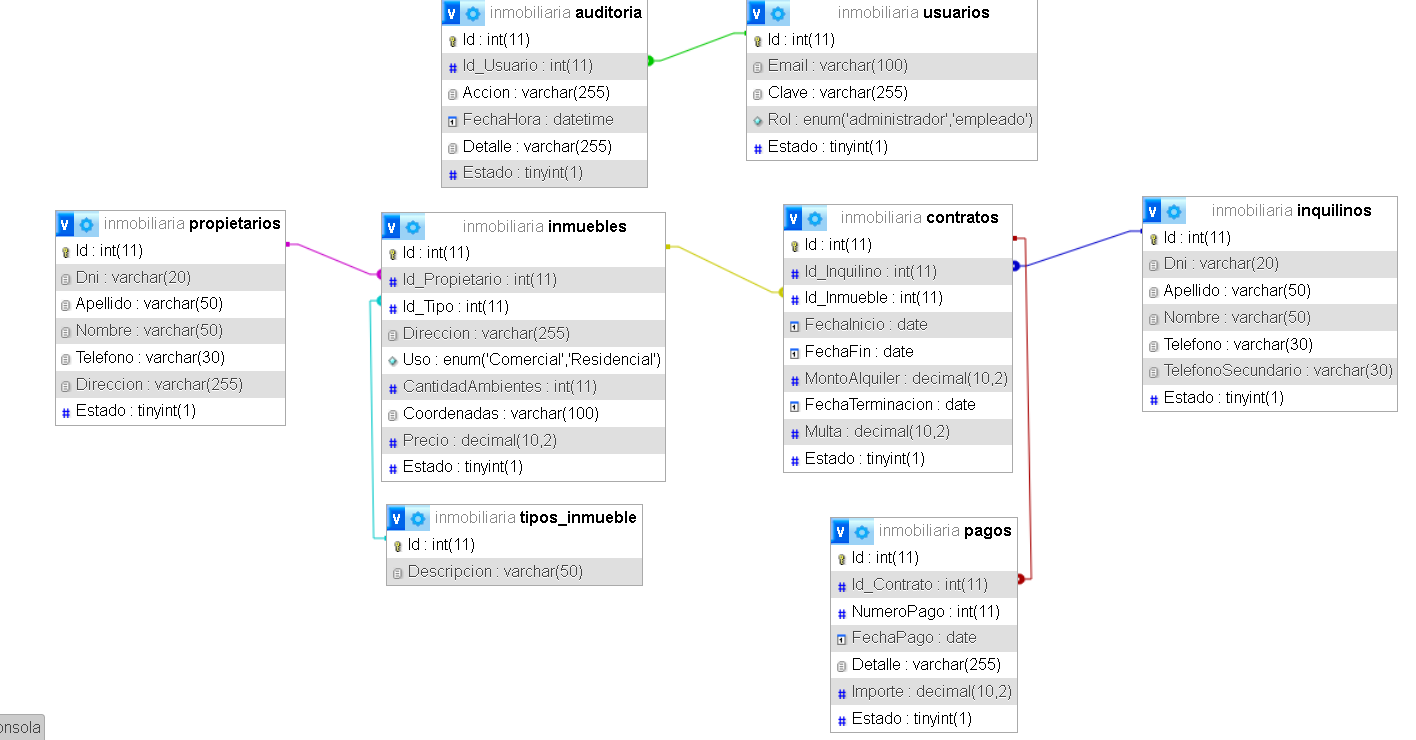 inmobiliaria auditoria
Id : int(11)
Id_Usuario : int(11)
Accion : varchar(255)
FechaHora : datetime
Detalle : varchar(255)
Estado : tinyint(1)
inmobiliaria usuarios
Id : int(11)
Email : varchar(100)
Clave : varchar(255)
Rol : enum('administrador','empleado')
Estado : tinyint(1)
inmobiliaria propietarios
Id : int(11)
Dni : varchar(20)
Apellido : varchar(50)
Nombre : varchar(50)
Telefono : varchar(30)
Direccion : varchar(255)
Estado : tinyint(1)
inmobiliaria inmuebles
Id : int(11)
Id_Propietario : int(11)
Id_Tipo : int(11)
Direccion : varchar(255)
Uso : enum('Comercial','Residencial')
CantidadAmbientes : int(11)
Coordenadas : varchar(100)
Precio : decimal(10,2)
Estado : tinyint(1)
inmobiliaria contratos
Id : int(11)
Id_Inquilino : int(11)
Id_Inmueble : int(11)
FechaInicio : date
FechaFin : date
MontoAlquiler : decimal(10,2)
FechaTerminacion : date
Multa : decimal(10,2)
Estado : tinyint(1)
inmobiliaria inquilinos
Id : int(11)
Dni : varchar(20)
Apellido : varchar(50)
Nombre : varchar(50)
Telefono : varchar(30)
TelefonoSecundario : varchar(30)
Estado : tinyint(1)
inmobiliaria tipos_inmueble
Id : int(11)
Descripcion : varchar(50)
inmobiliaria pagos
Id : int(11)
Id_Contrato : int(11)
NumeroPago : int(11)
FechaPago : date
Detalle : varchar(255)
Importe : decimal(10,2)
Estado : tinyint(1)
onsola